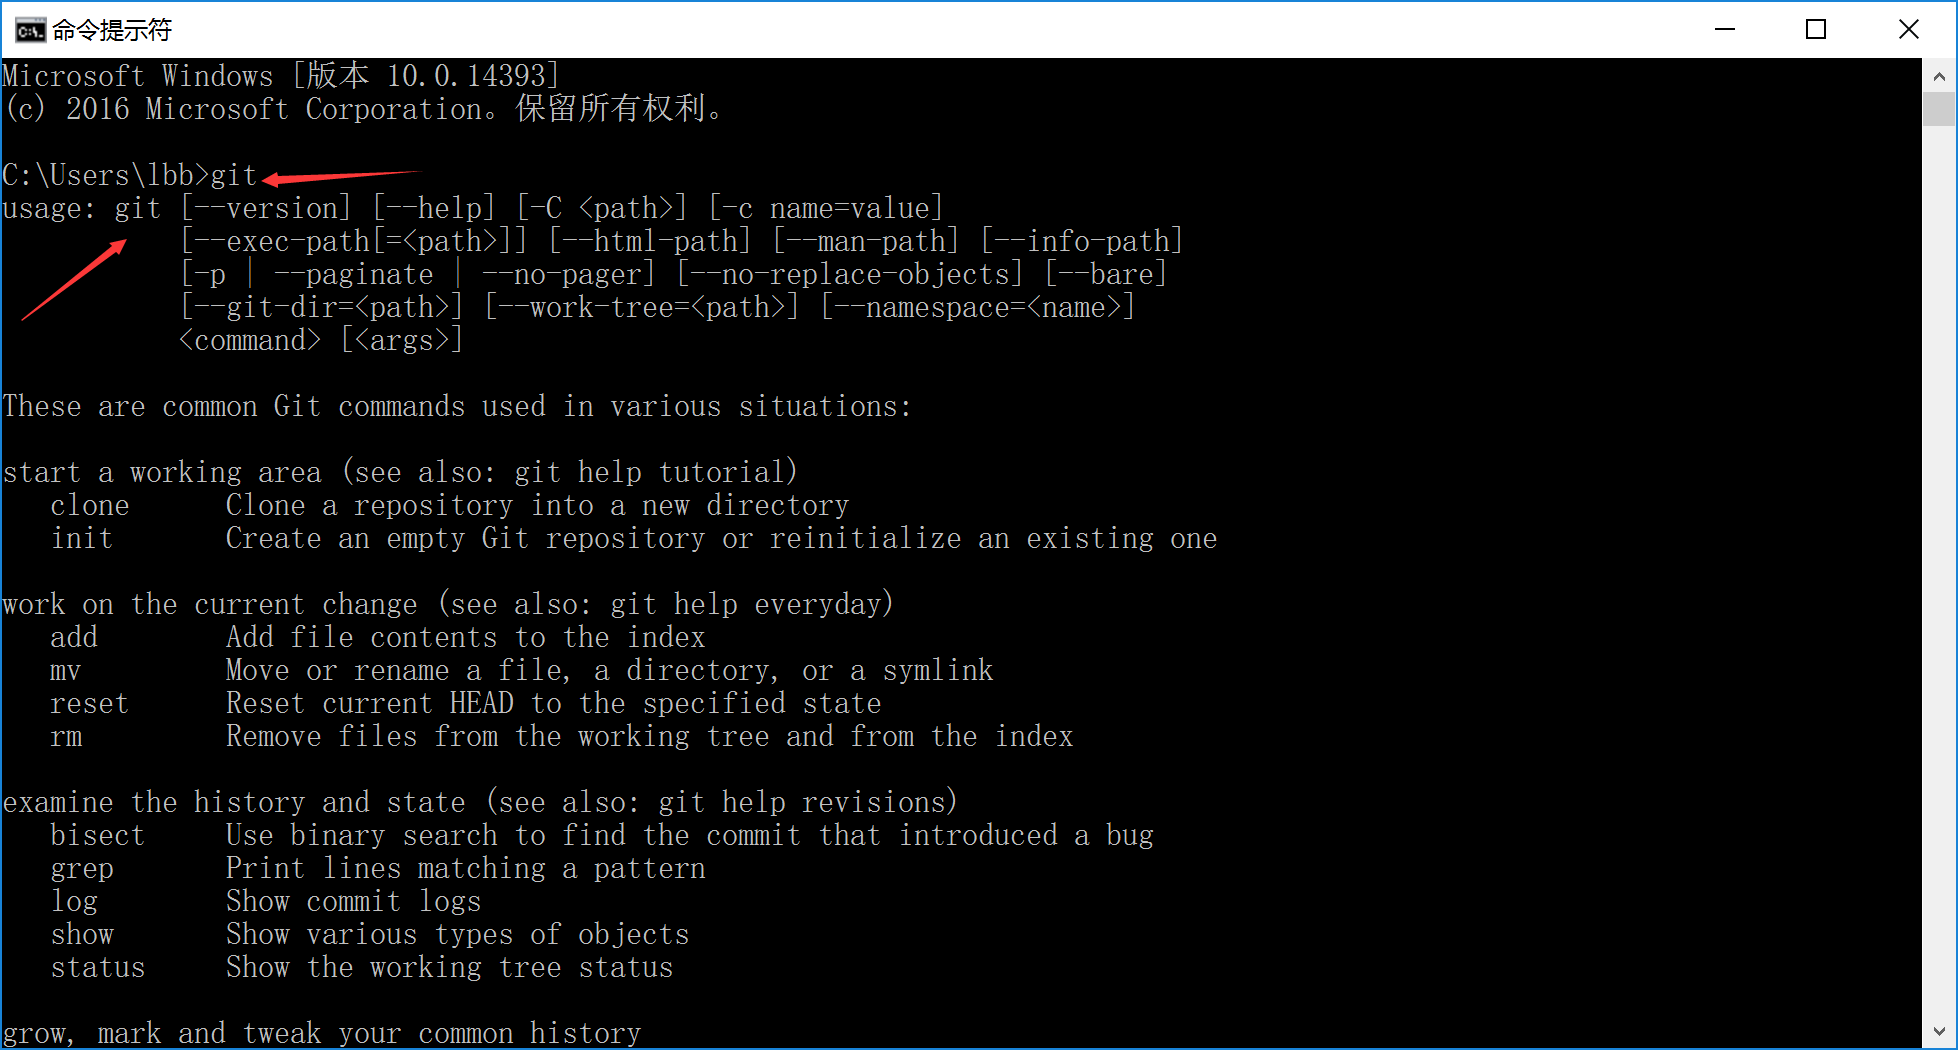 命令提示符
Microsoft Windows [版本 10.0.14393]
(c) 2016 Microsoft Corporation。保留所有权利。
C:\Users\lbb>git
usage: git [--version] [--help] [-C <path>] [-c name=value]
[--exec-path[=<path>]] [--html-path] [--man-path] [--info-path]
[-p | --paginate | --no-pager] [--no-replace-objects] [--bare]
[--git-dir=<path>] [--work-tree=<path>] [--namespace=<name>]
<command> [<args>]
These are common Git commands used in various situations:
start a working area (see also: git help tutorial)
clone Clone a repository into a new directory
init Create an empty Git repository or reinitialize an existing one
work on the current change (see also: git help everyday)
add Add file contents to the index
mv Move or rename a file, a directory, or a symlink
reset Reset current HEAD to the specified state
rm Remove files from the working tree and from the index
examine the history and state (see also: git help revisions)
bisect Use binary search to find the commit that introduced a bug
grep Print lines matching a pattern
log Show commit logs
show Show various types of objects
status Show the working tree status
grow, mark and tweak your common history